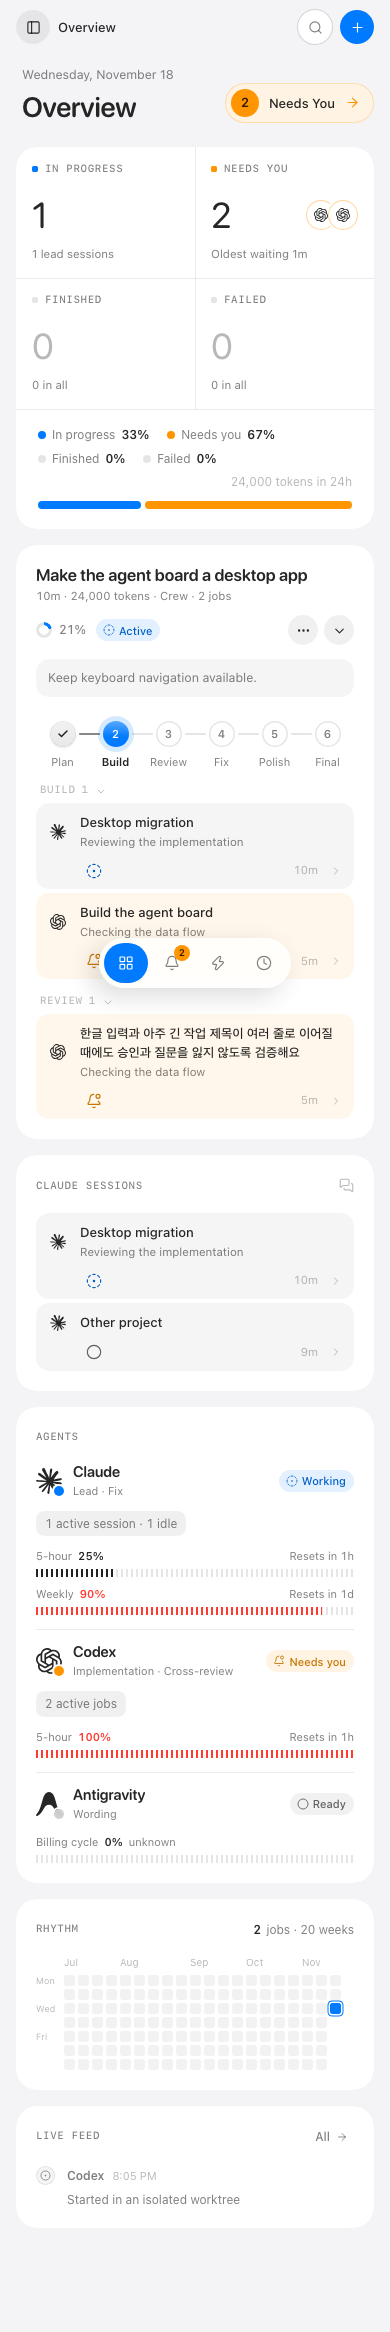 Overview
Wednesday, November 18
Overview
2 Needs You
IN PROGRESS
1
1 lead sessions
NEEDS YOU
2
Oldest waiting 1m
FINISHED
0
0 in all
FAILED
0
0 in all
In progress 33% Needs you 67%
Finished 0% Failed 0%
24,000 tokens in 24h
Make the agent board a desktop app
10m · 24,000 tokens · Crew · 2 jobs
21% Active
Keep keyboard navigation available.
2 3 4 5 6
Plan Build Review Fix Polish Final
BUILD 1
Desktop migration
Reviewing the implementation
10m
Build the agent board
Checking the data flow
5m
2
REVIEW 1
한글 입력과 아주 긴 작업 제목이 여러 줄로 이어질
때에도 승인과 질문을 잃지 않도록 검증해요
Checking the data flow
5m
CLAUDE SESSIONS
Desktop migration
Reviewing the implementation
10m
Other project
9m
AGENTS
Claude
Lead · Fix
Working
1 active session · 1 idle
5-hour 25% Resets in 1h
Weekly 90% Resets in 1d
Codex
Implementation · Cross-review
Needs you
2 active jobs
5-hour 100% Resets in 1h
Antigravity
Wording
Ready
Billing cycle 0% unknown
RHYTHM
2 jobs · 20 weeks
Jul Aug Sep Oct Nov
Mon
Wed
Fri
LIVE FEED
All
Codex 8:05 PM
Started in an isolated worktree